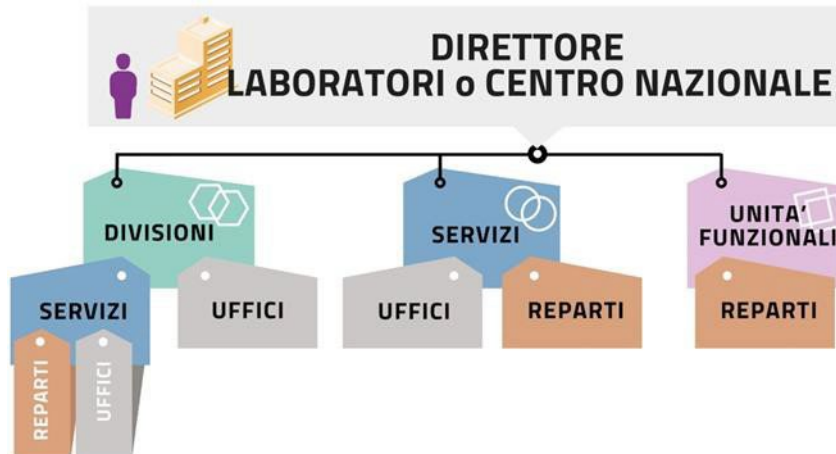 DIRETTORE
LABORATORI o CENTRO NAZIONALE
DIVISIONI
SERVIZI
UNITA'
FUNZIONALI
SERVIZI
UFFICI
UFFICI
REPARTI
REPARTI
REPARTI
UFFICI